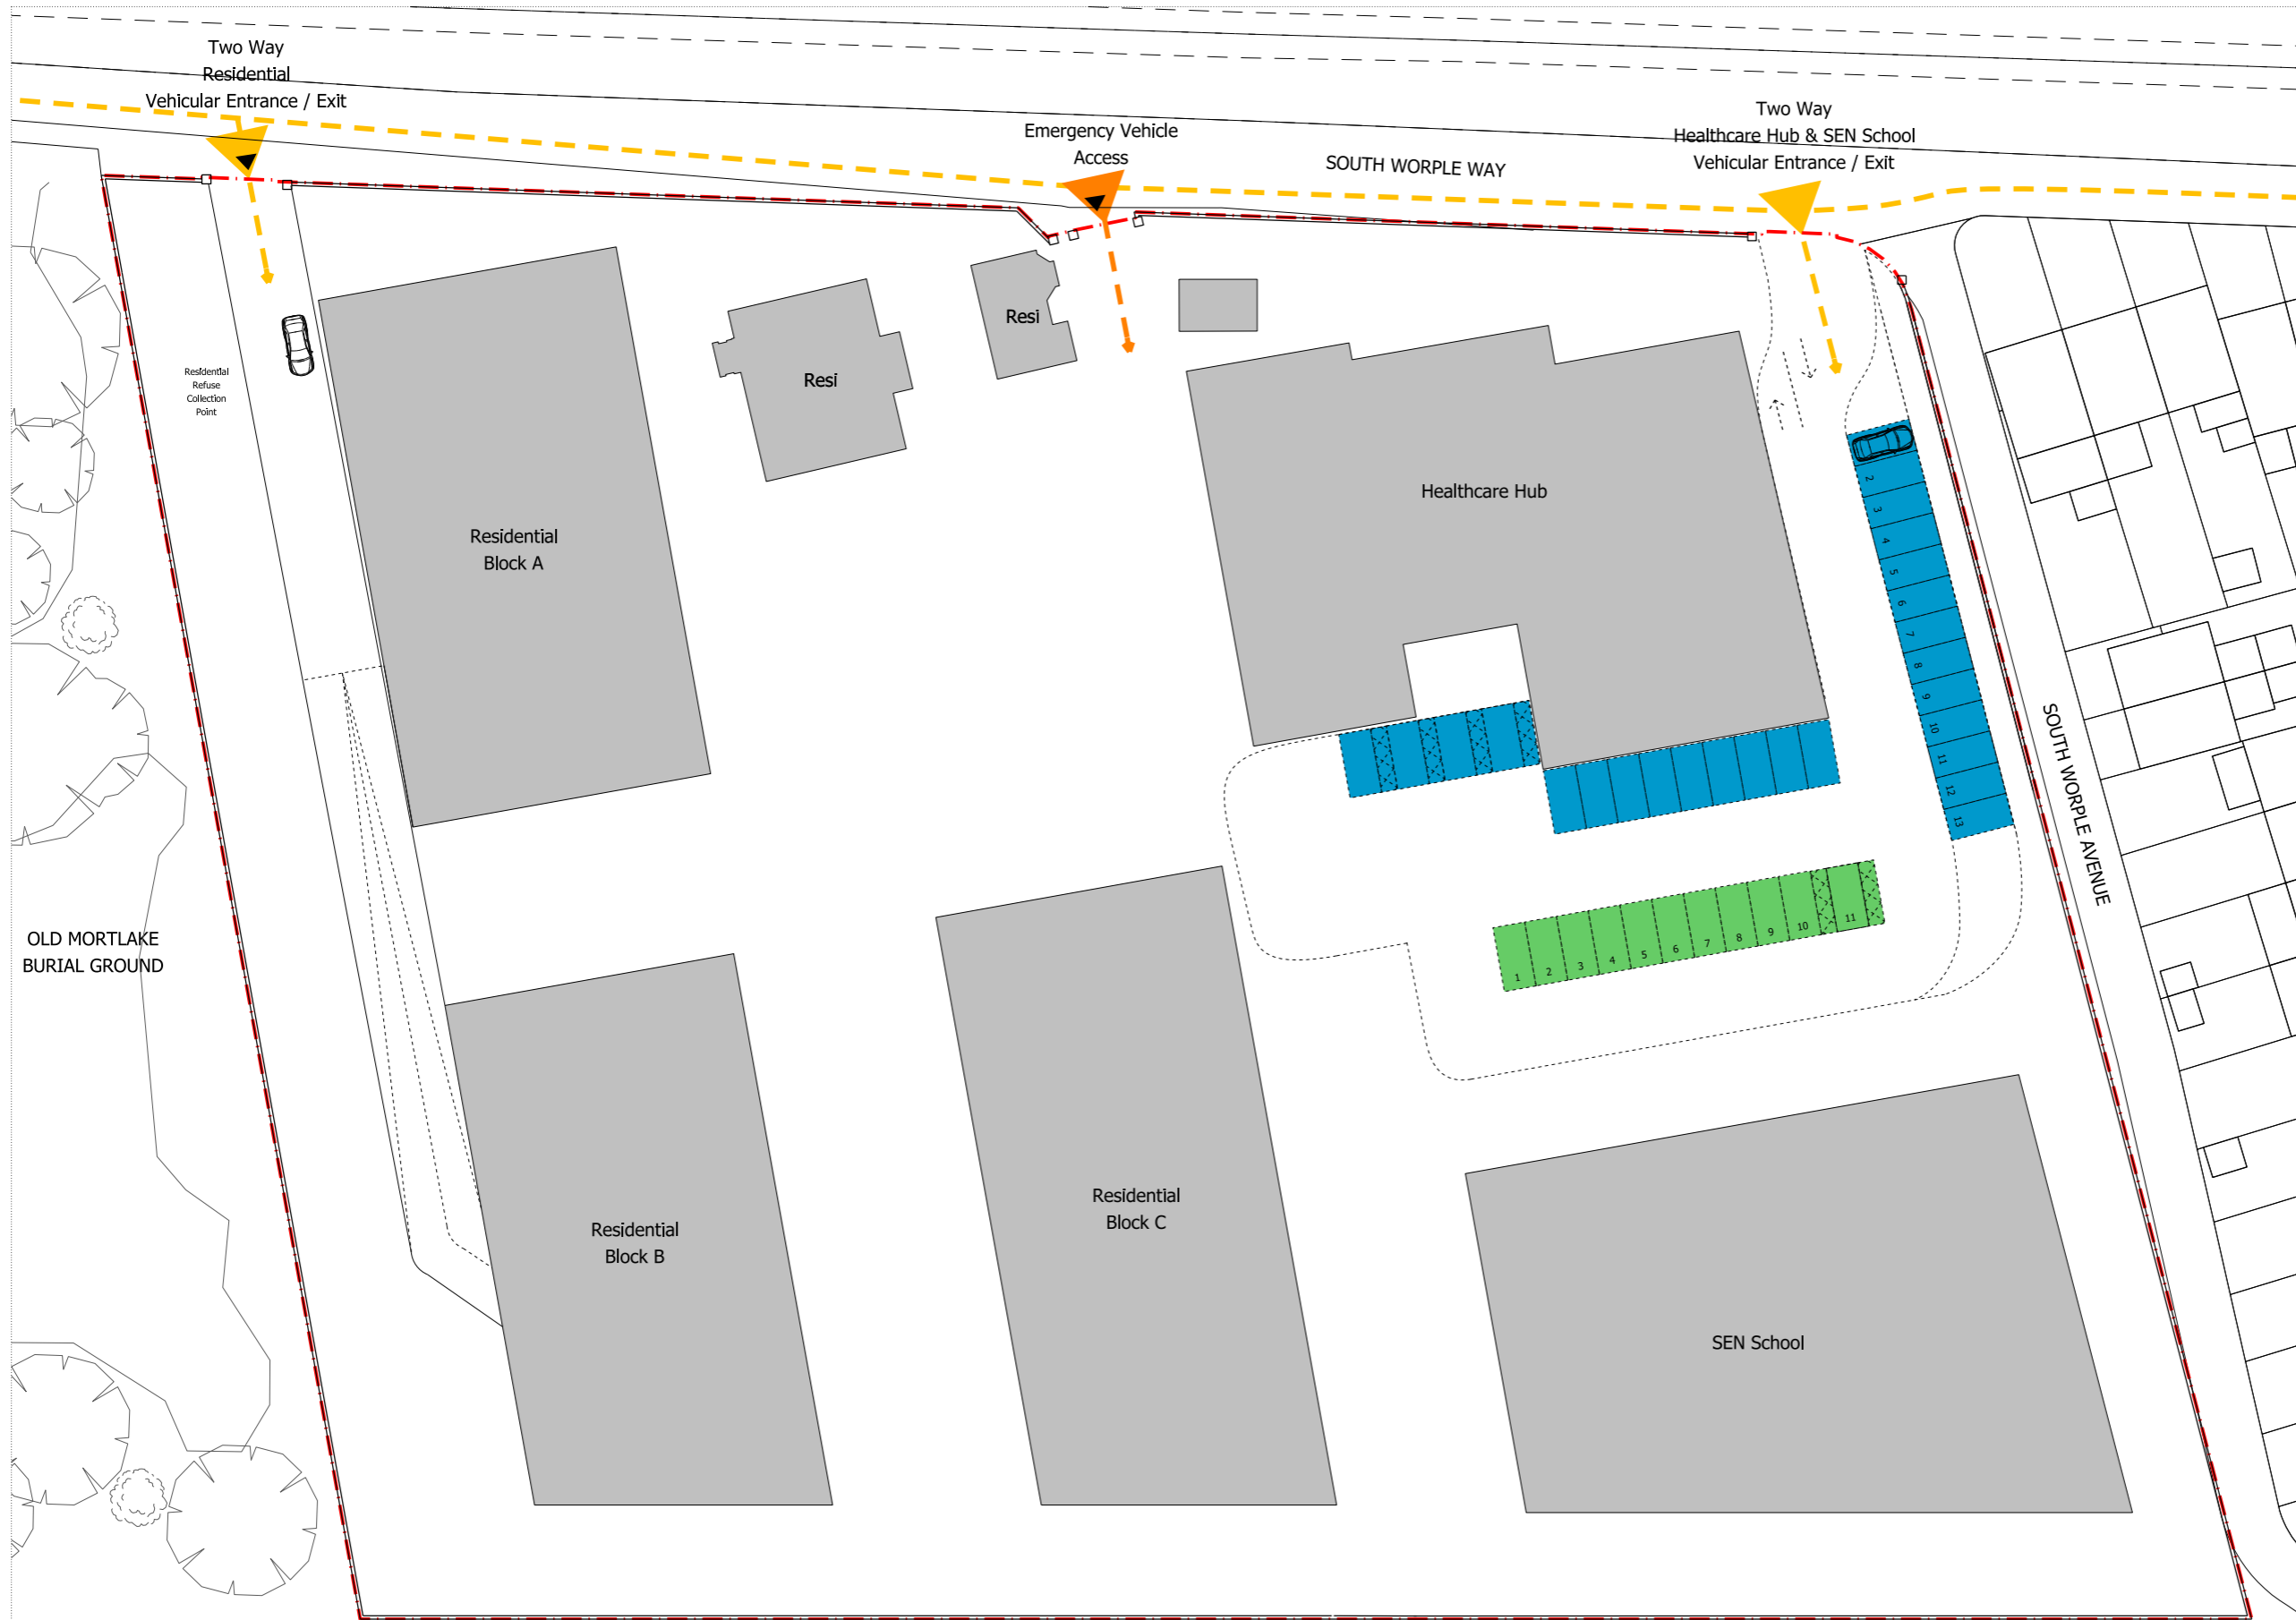 Two Way
Residential
Vehicular Entrance / Exit
Emergency Vehicle
Access
SOUTH WORPLE WAY
Two Way
Healthcare Hub & SEN School
Vehicular Entrance / Exit
Resi
Resi
Residential
Refuse
Collection
Point
Residential
Block A
Healthcare Hub
2
3
4
5
6
7
8
9
10
11
12
13
SOUTH WORPLE AVENUE
1
2
3
4
5
6
7
8
9
10
11
OLD MORTLAKE
BURIAL GROUND
Residential
Block B
Residential
Block C
SEN School